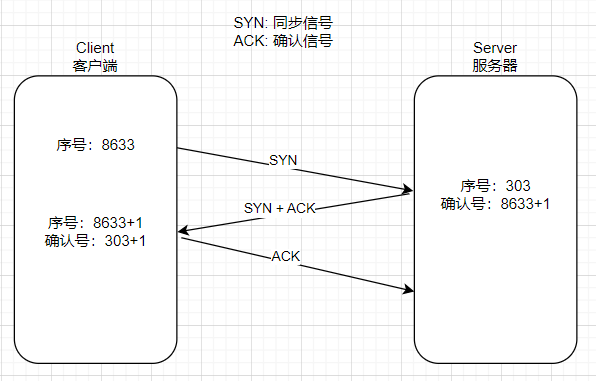 SYN: 同步信号
ACK: 确认信号
Client
客户端
Server
服务器
序号：8633
SYN
序号：303
确认号：8633+1
SYN + ACK
序号：8633+1
确认号：303+1
ACK